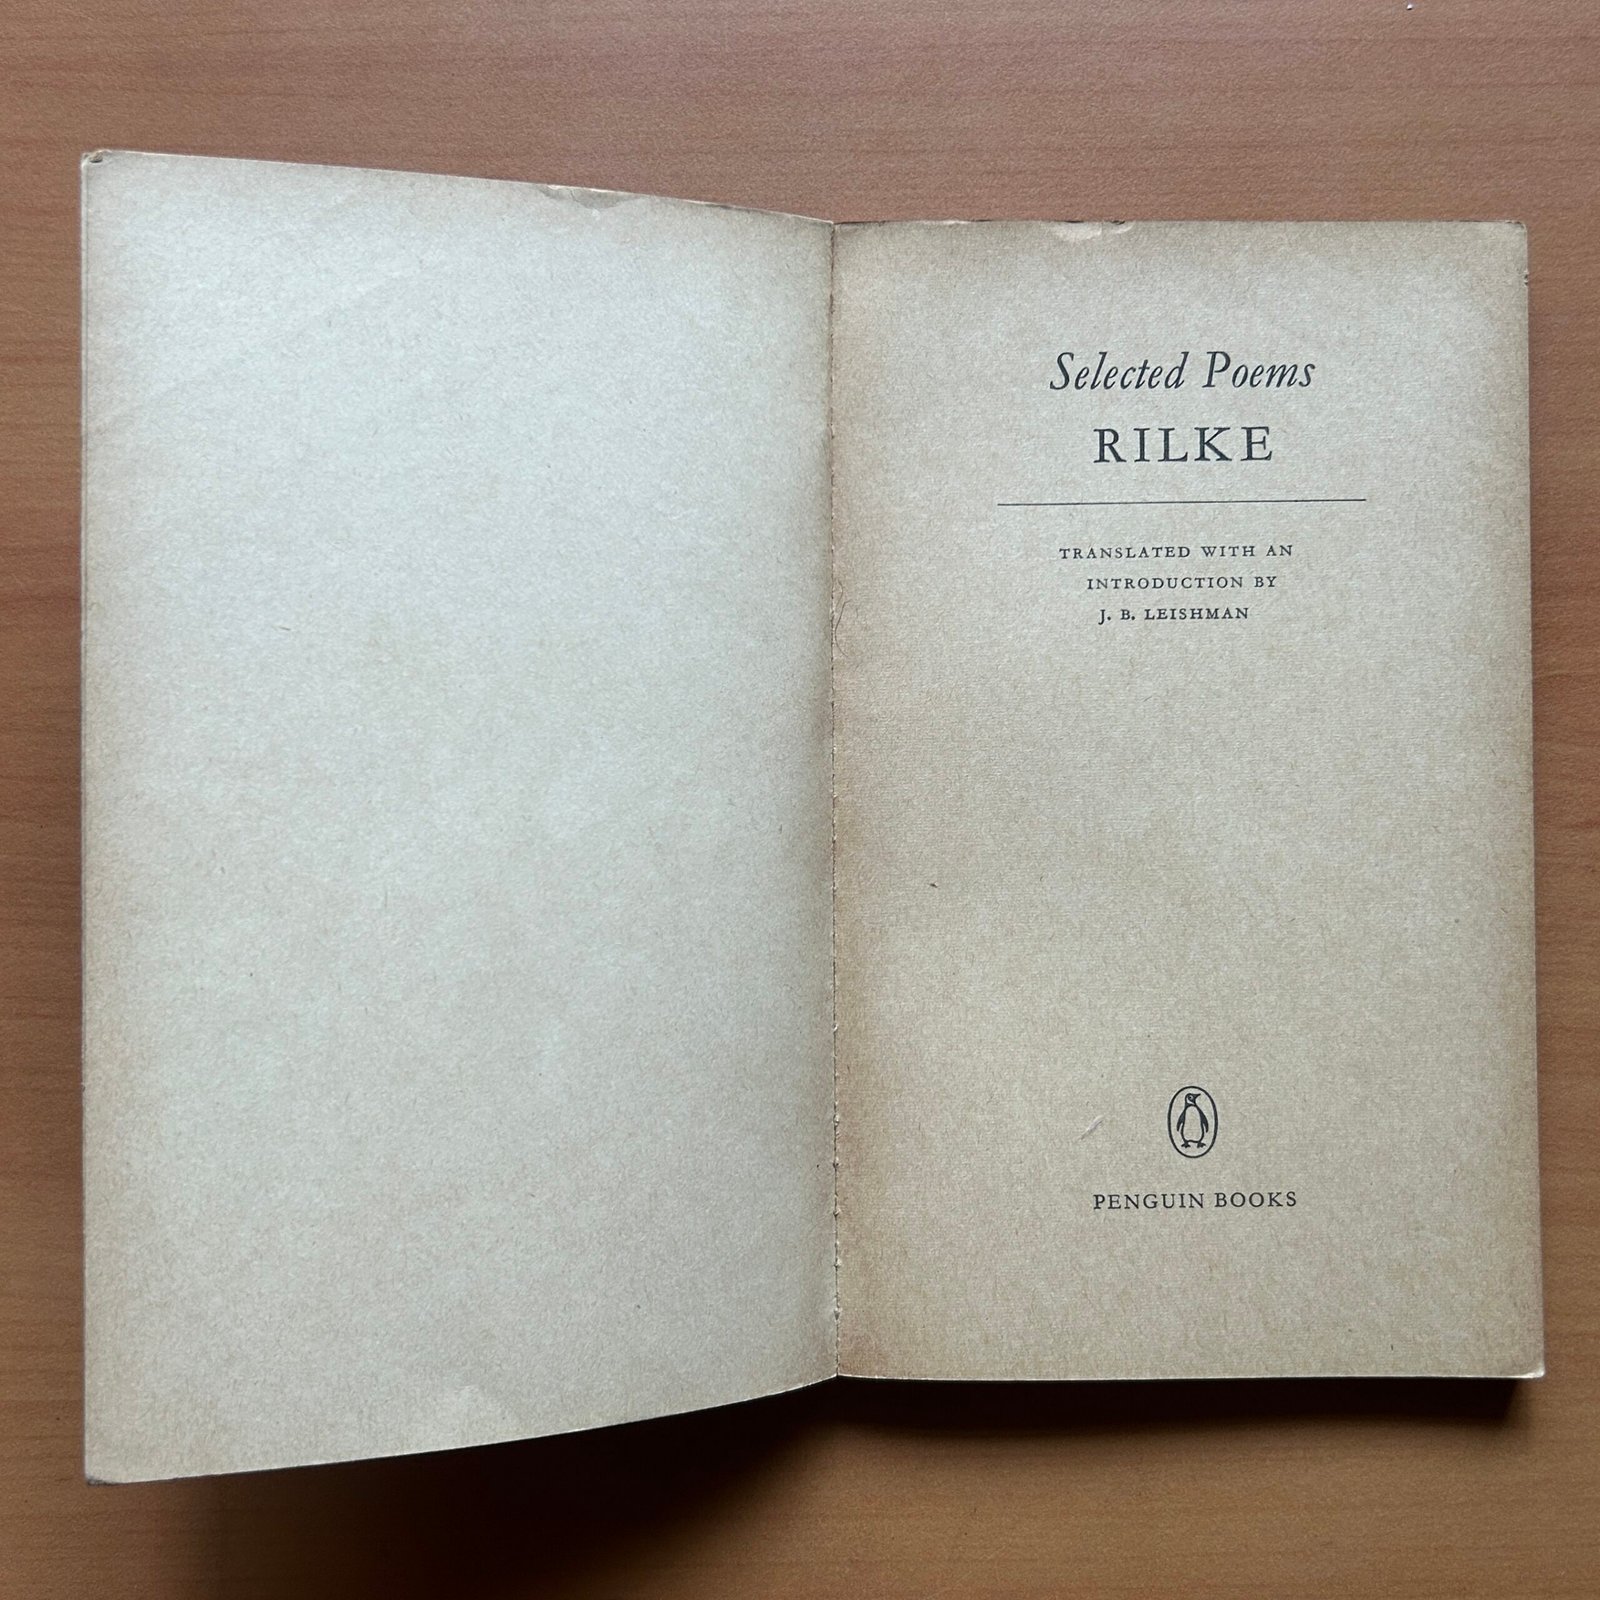 Selected Poems
RILKE
TRANSLATED WITH AN
INTRODUCTION BY
J. B. LEISHMAN
PENGUIN BOOKS